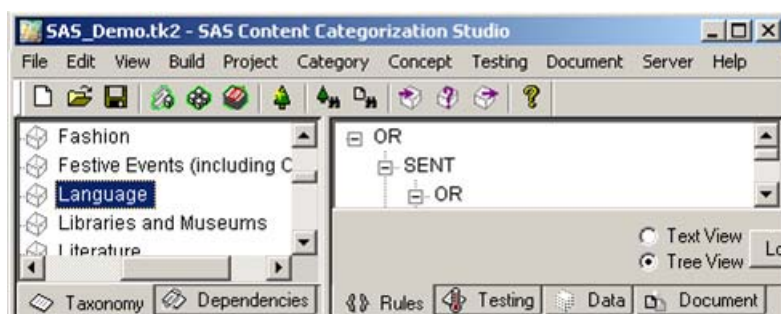 SAS_Demo.tk2 - SAS Content Categorization Studio
File Edit View Build Project Category Concept Testing Document Server Help
Fashion
Festive Events (including C
Language
Libraries and Museums
Literature
Taxonomy Dependencies
OR
SENT
OR
Text View
Tree View
Lo
Rules Testing Data Document